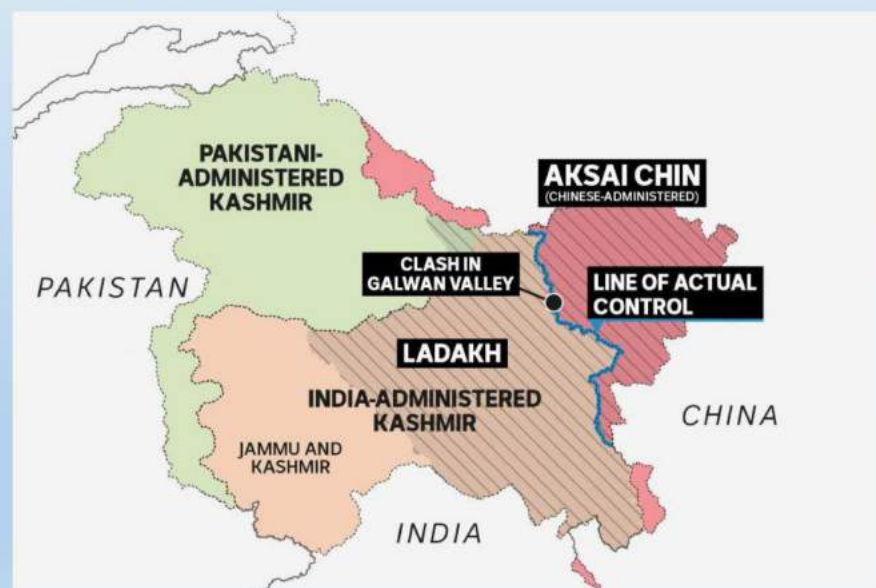 PAKISTANI-
ADMINISTERED
KASHMIR
AKSAI CHIN
(CHINESE-ADMINISTERED)
CLASH IN
GALWAN VALLEY
LINE OF ACTUAL
CONTROL
PAKISTAN
LADAKH
INDIA-ADMINISTERED
KASHMIR
CHINA
JAMMU AND
KASHMIR
INDIA